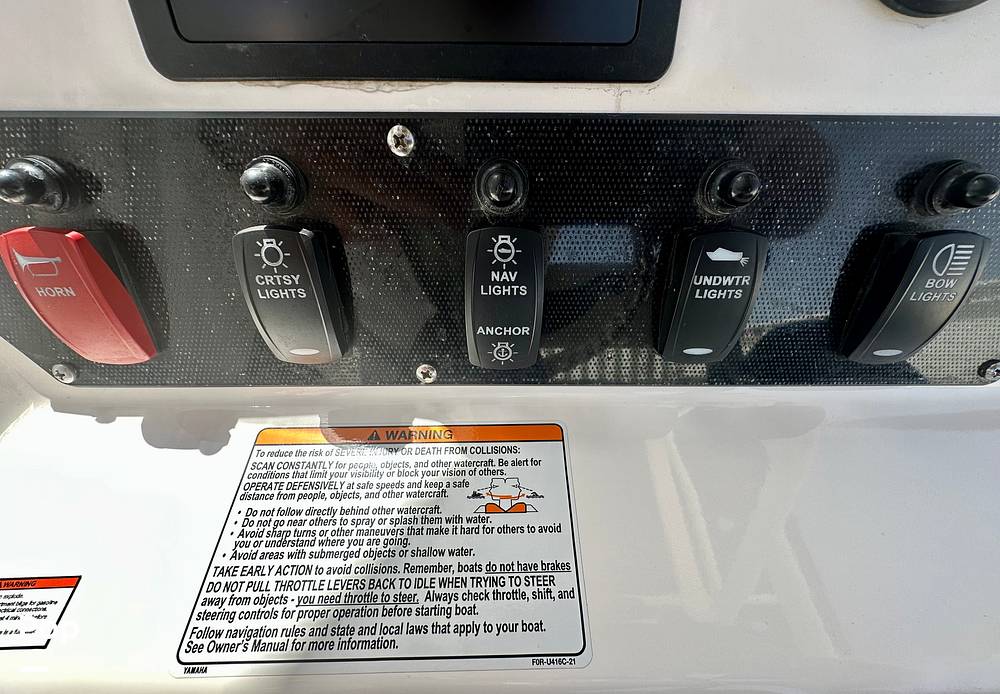 HORN
CRTSY
LIGHTS
NAV
LIGHTS
ANCHOR
UNDWTR
LIGHTS
BOW
LIGHTS
WARNING
To reduce the risk of SEVERE INJURY OR DEATH FROM COLLISIONS:
SCAN CONSTANTLY for people, objects, and other watercraft. Be alert for
conditions that limit your visibility or block your vision of others.
OPERATE DEFENSIVELY at safe speeds and keep a safe
distance from people, objects, and other watercraft.
• Do not follow directly behind other watercraft.
• Do not go near others to spray or splash them with water.
• Avoid sharp turns or other maneuvers that make it hard for others to avoid
you or understand where you are going.
• Avoid areas with submerged objects or shallow water.
TAKE EARLY ACTION to avoid collisions. Remember, boats do not have brakes
DO NOT PULL THROTTLE LEVERS BACK TO IDLE WHEN TRYING TO STEER
away from objects - you need throttle to steer. Always check throttle, shift, and
steering controls for proper operation before starting boat.
Follow navigation rules and state and local laws that apply to your boat.
See Owner's Manual for more information.
YAMAHA F0R-U416C-21
WARNING
explode.
bilge for gasoline
connections.